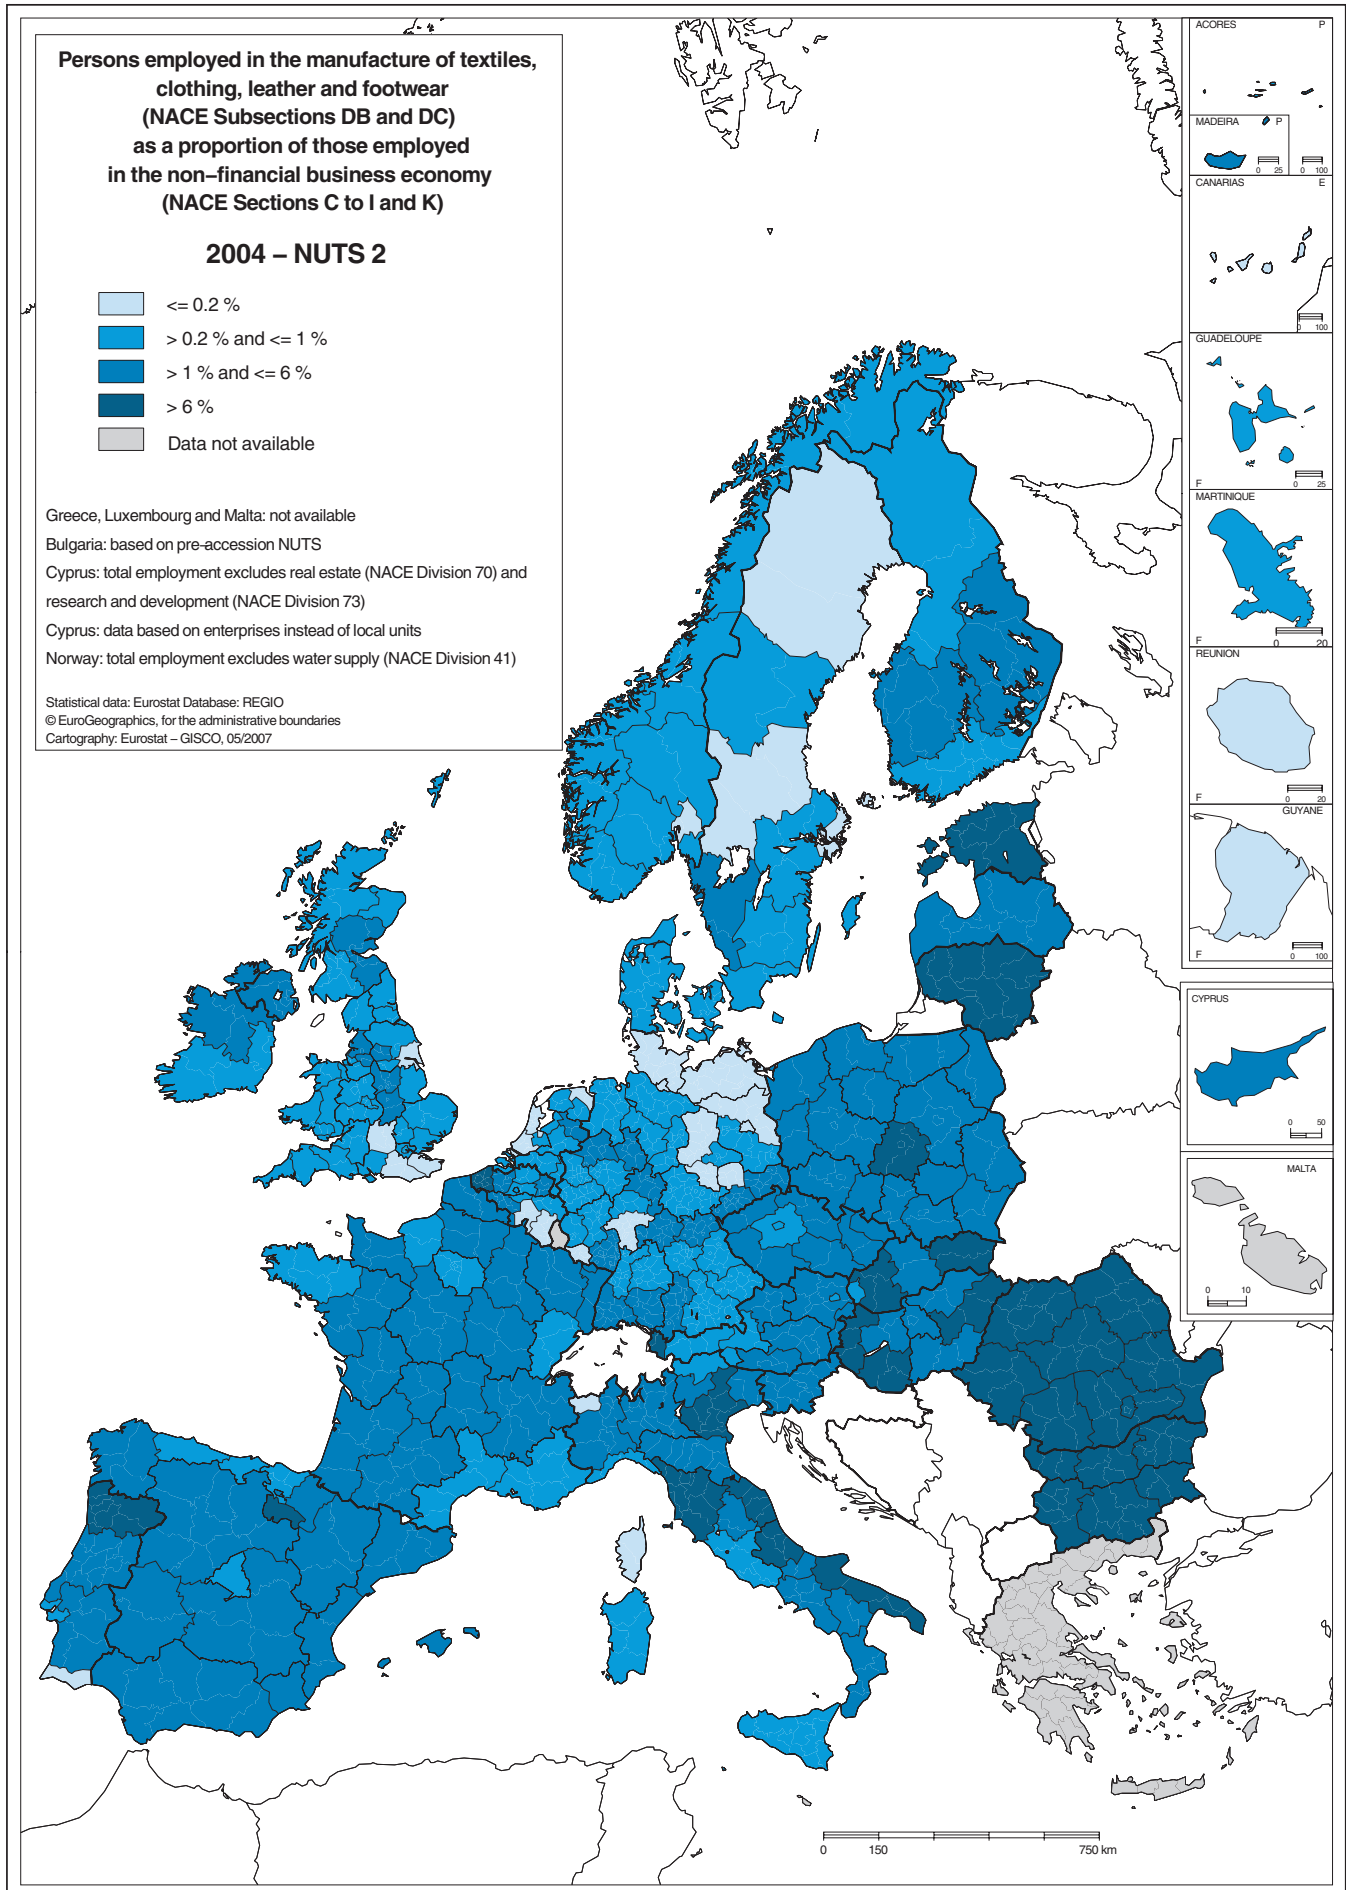 Persons employed in the manufacture of textiles,
clothing, leather and footwear
(NACE Subsections DB and DC)
as a proportion of those employed
in the non–financial business economy
(NACE Sections C to I and K)
2004 – NUTS 2
<= 0.2 %
> 0.2 % and <= 1 %
> 1 % and <= 6 %
> 6 %
Data not available
Greece, Luxembourg and Malta: not available
Bulgaria: based on pre-accession NUTS
Cyprus: total employment excludes real estate (NACE Division 70) and
research and development (NACE Division 73)
Cyprus: data based on enterprises instead of local units
Norway: total employment excludes water supply (NACE Division 41)
Statistical data: Eurostat Database: REGIO
© EuroGeographics, for the administrative boundaries
Cartography: Eurostat – GISCO, 05/2007
ACORES P
MADEIRA P
0 25
0 100
CANARIAS E
0 100
GUADELOUPE
F
0 25
MARTINIQUE
F
0 20
REUNION
F
0 20
GUYANE
F
0 100
CYPRUS
0 50
MALTA
0 10
0 150 750 km